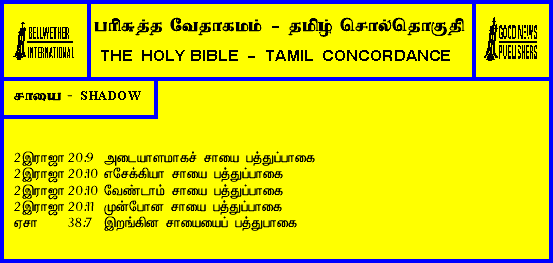 BELLWETHER
INTERNATIONAL
பரிசுத்த வேதாகமம் - தமிழ் சொல்தொகுதி
THE HOLY BIBLE - TAMIL CONCORDANCE
GOOD NEWS
PUBLISHERS
சாயை - SHADOW
2இராஜா 20:9 அடையாளமாகச் சாயை பத்துப்பாகை
2இராஜா 20:10 எசேக்கியா சாயை பத்துப்பாகை
2இராஜா 20:10 வேண்டாம் சாயை பத்துப்பாகை
2இராஜா 20:11 முன்போன சாயை பத்துப்பாகை
ஏசா 38:7 இறங்கின சாயையைப் பத்துபாகை